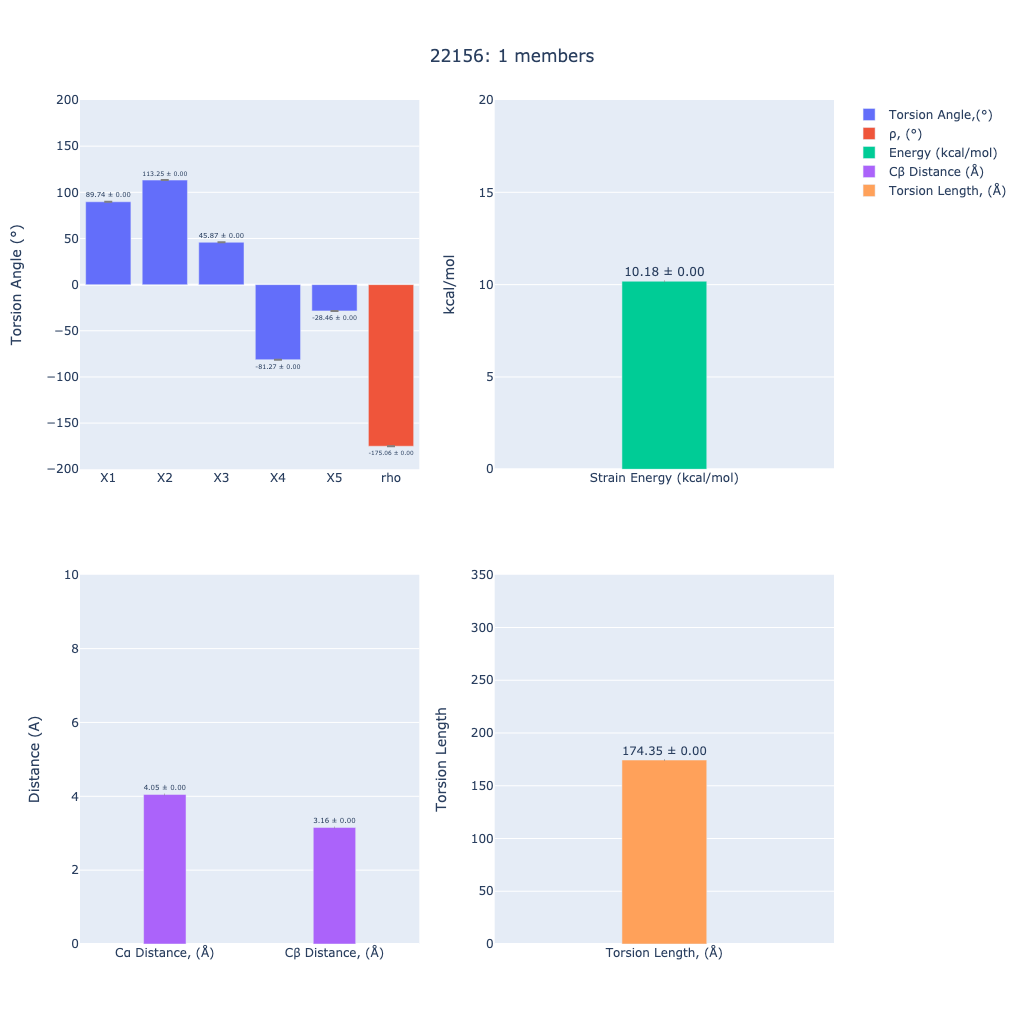 22156: 1 members
Torsion Angle (°)
200
150
100
50
0
−50
−100
−150
−200
89.74 ± 0.00
113.25 ± 0.00
45.87 ± 0.00
-81.27 ± 0.00
-28.46 ± 0.00
-175.06 ± 0.00
X1 X2 X3 X4 X5 rho
kcal/mol
20
15
10
5
0
10.18 ± 0.00
Strain Energy (kcal/mol)
Torsion Angle,(°)
ρ, (°)
Energy (kcal/mol)
Cβ Distance (Å)
Torsion Length, (Å)
Distance (A)
10
8
6
4
2
0
4.05 ± 0.00
3.16 ± 0.00
Cα Distance, (Å) Cβ Distance, (Å)
Torsion Length
350
300
250
200
150
100
50
0
174.35 ± 0.00
Torsion Length, (Å)